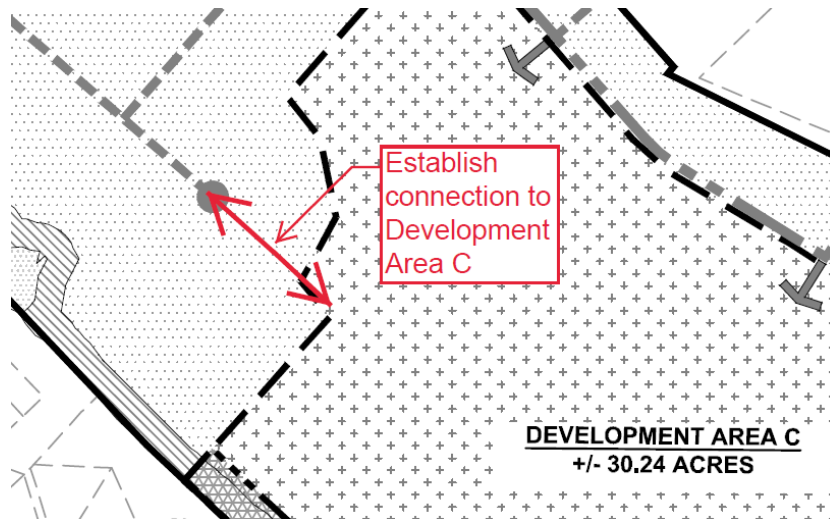 Establish
connection to
Development
Area C
DEVELOPMENT AREA C
+/- 30.24 ACRES